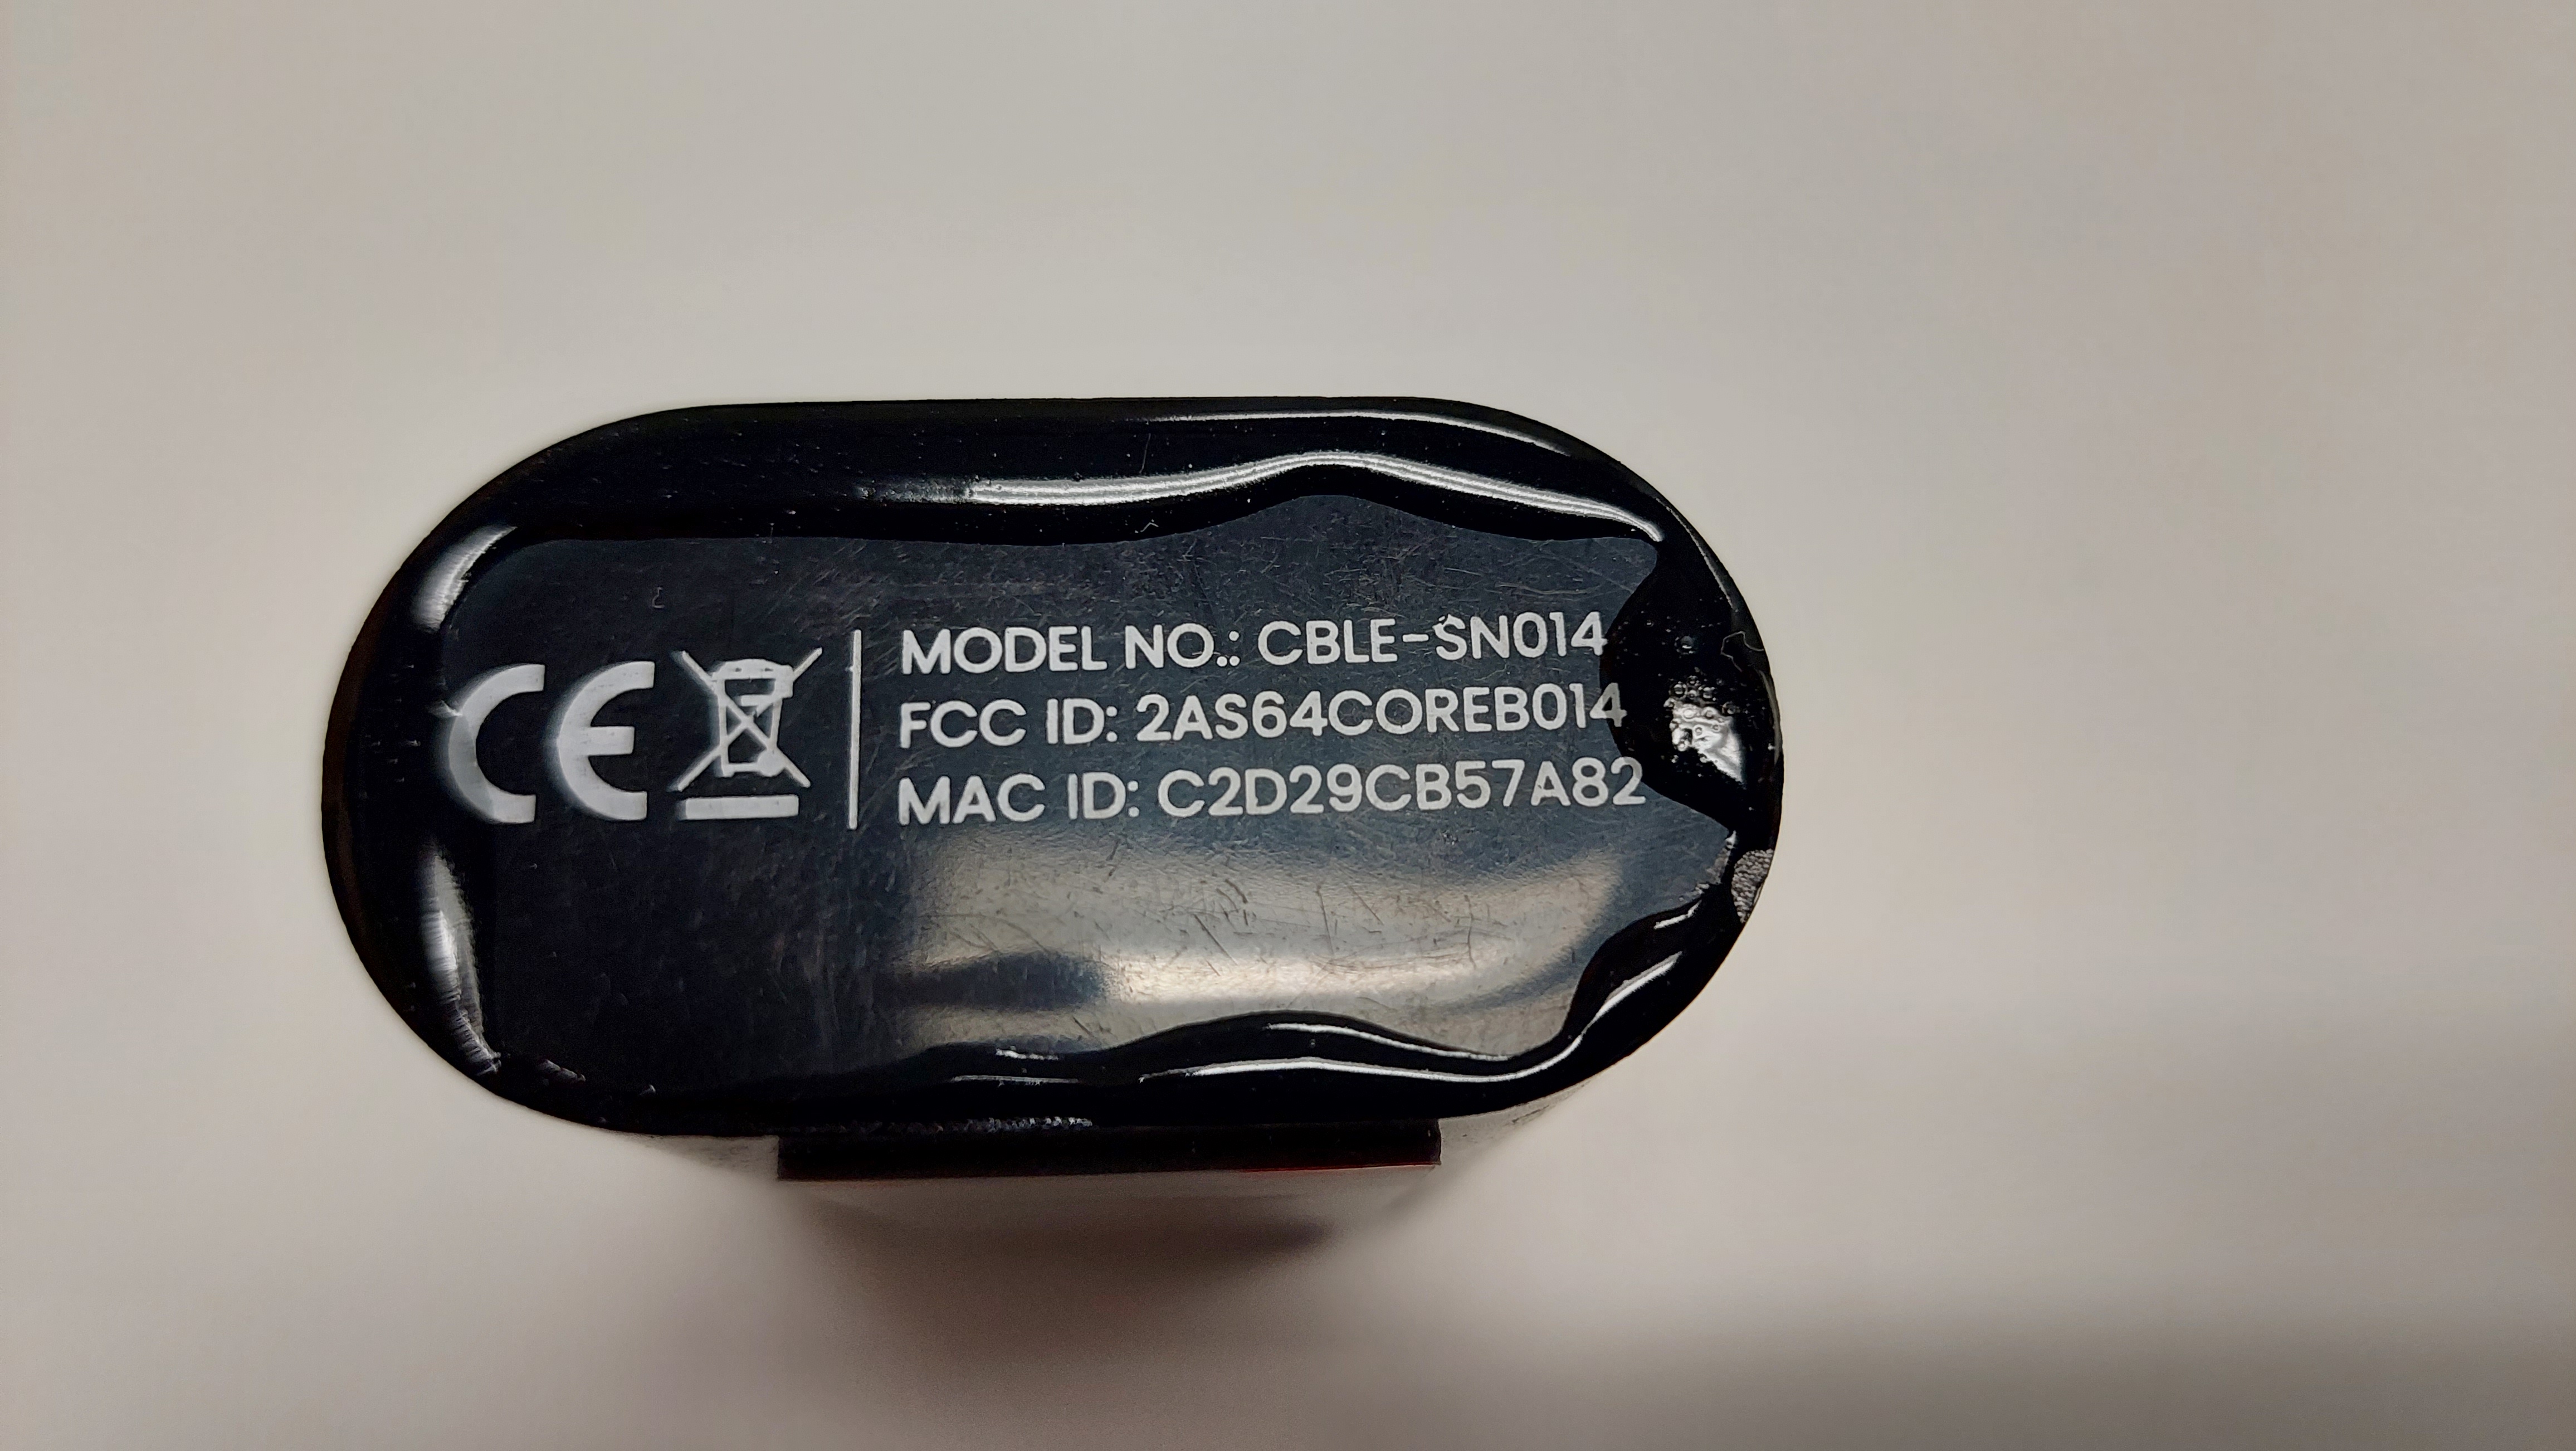 CE
MODEL NO.: CBLE-SN014
FCC ID: 2AS64COREB014
MAC ID: C2D29CB57A82